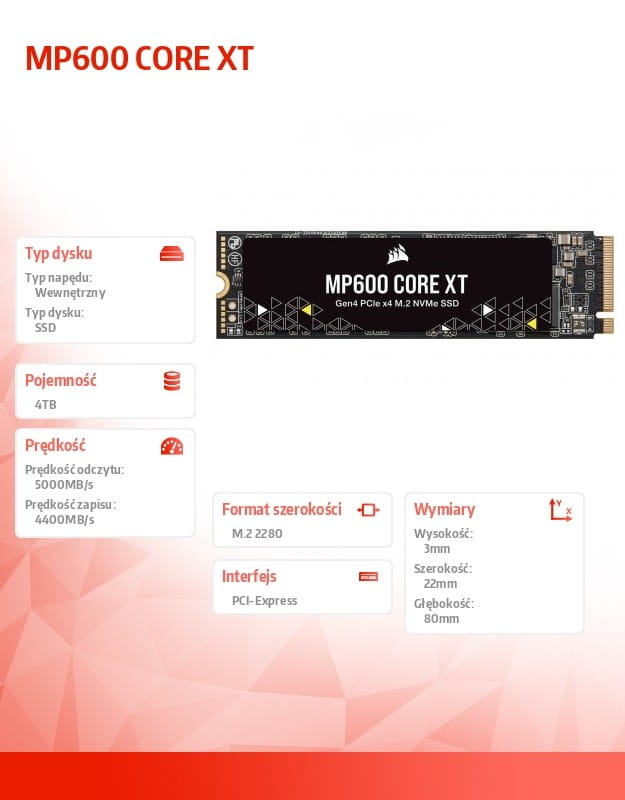 MP600 CORE XT
MP600 CORE XT
Gen4 PCIe x4 M.2 NVMe SSD
Typ dysku
Typ napędu:
Wewnętrzny
Typ dysku:
SSD
Pojemność
4TB
Prędkość
Prędkość odczytu:
5000MB/s
Prędkość zapisu:
4400MB/s
Format szerokości
M.2 2280
Interfejs
PCI-Express
Wymiary
Wysokość:
3mm
Szerokość:
22mm
Głębokość:
80mm
Y
X